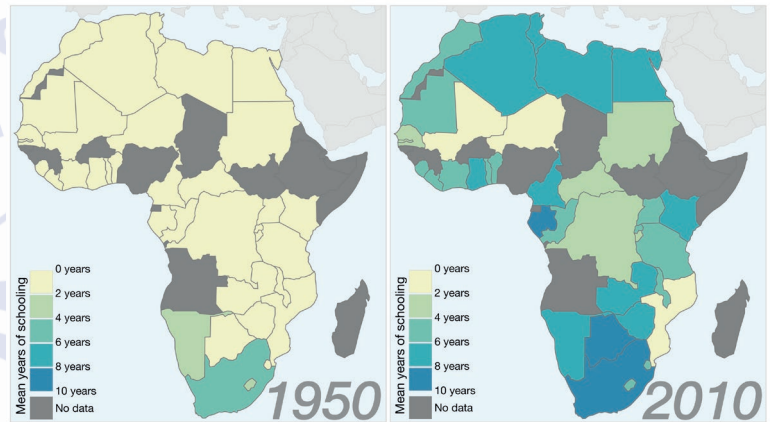 Mean years of schooling
0 years
2 years
4 years
6 years
8 years
10 years
No data
1950
Mean years of schooling
0 years
2 years
4 years
6 years
8 years
10 years
No data
2010